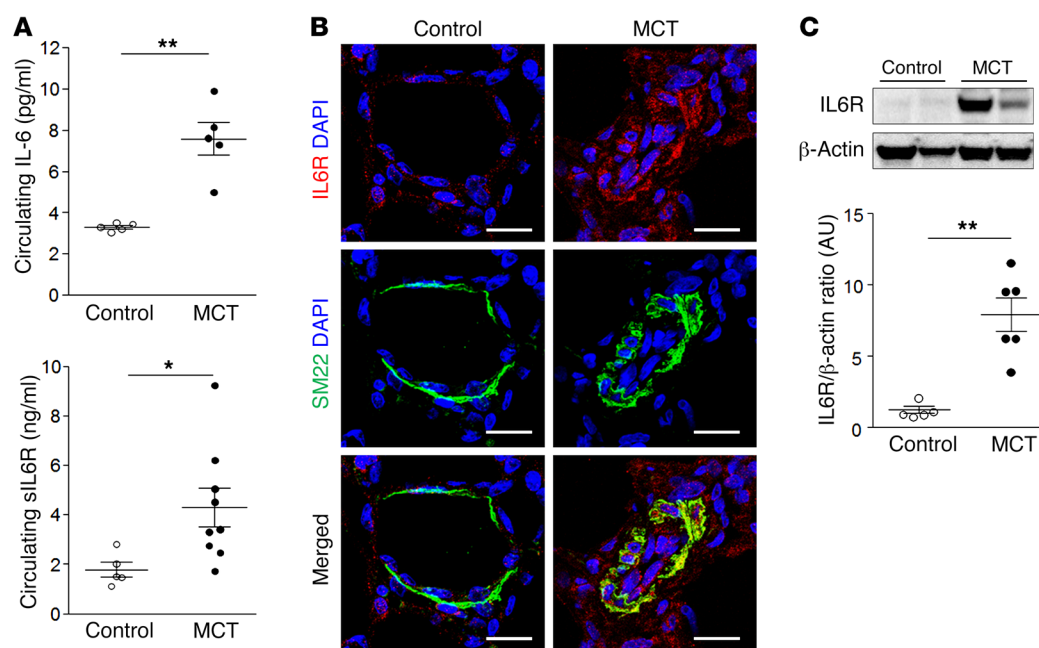 A
Circulating IL-6 (pg/ml)
12
10
8
6
4
2
0
**
Control
MCT
Circulating sIL6R (ng/ml)
10
8
6
4
2
0
*
Control
MCT
B
Control
MCT
IL6R DAPI
SM22 DAPI
Merged
C
Control
MCT
IL6R
β-Actin
IL6R/β-actin ratio (AU)
15
10
5
0
**
Control
MCT